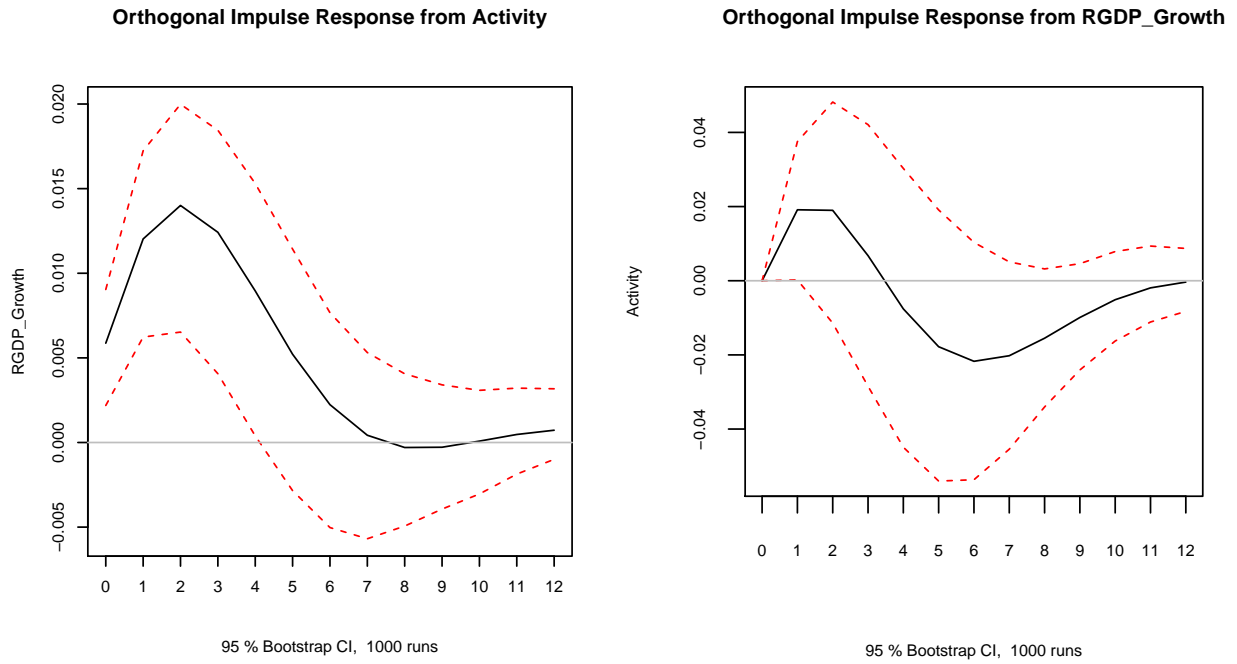 Orthogonal Impulse Response from Activity
RGDP_Growth
0.020
0.015
0.010
0.005
0.000
−0.005
0 1 2 3 4 5 6 7 8 9 10 11 12
95 % Bootstrap CI, 1000 runs
Orthogonal Impulse Response from RGDP_Growth
Activity
0.04
0.02
0.00
−0.02
−0.04
0 1 2 3 4 5 6 7 8 9 10 11 12
95 % Bootstrap CI, 1000 runs